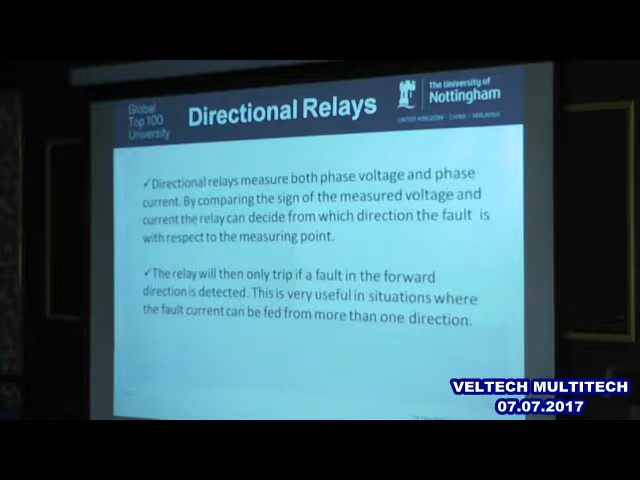 Global
Top 100
University
Directional Relays
The University of
Nottingham
UNITED KINGDOM · CHINA · MALAYSIA
✓Directional relays measure both phase voltage and phase
current. By comparing the sign of the measured voltage and
current the relay can decide from which direction the fault is
with respect to the measuring point.
✓The relay will then only trip if a fault in the forward
direction is detected. This is very useful in situations where
the fault current can be fed from more than one direction.
VELTECH MULTITECH
07.07.2017